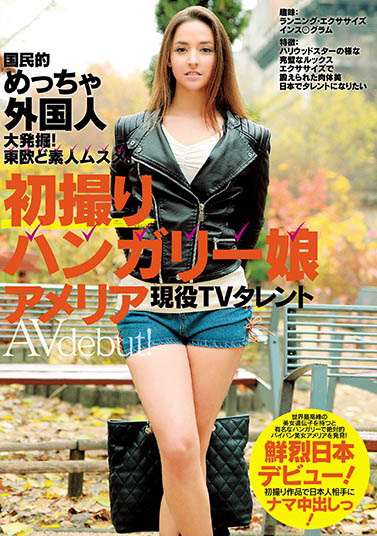 趣味:
ランニング・エクササイズ
インス◎グラム
特徴:
ハリウッドスターの様な
完璧なルックス
エクササイズで
鍛えられた肉体美
日本でタレントになりたい
国民的
めっちゃ
外国人
大発掘!
東欧ど素人ムスメ
初撮り
ハンガリー娘
アメリア現役TVタレント
AVdebut!
世界最高峰の
美女遺伝子を持つと
有名なハンガリーで絶対的
パイパン美女アメリアを発見!
鮮烈日本
デビュー!
初撮り作品で日本人相手に
ナマ中出しっ!